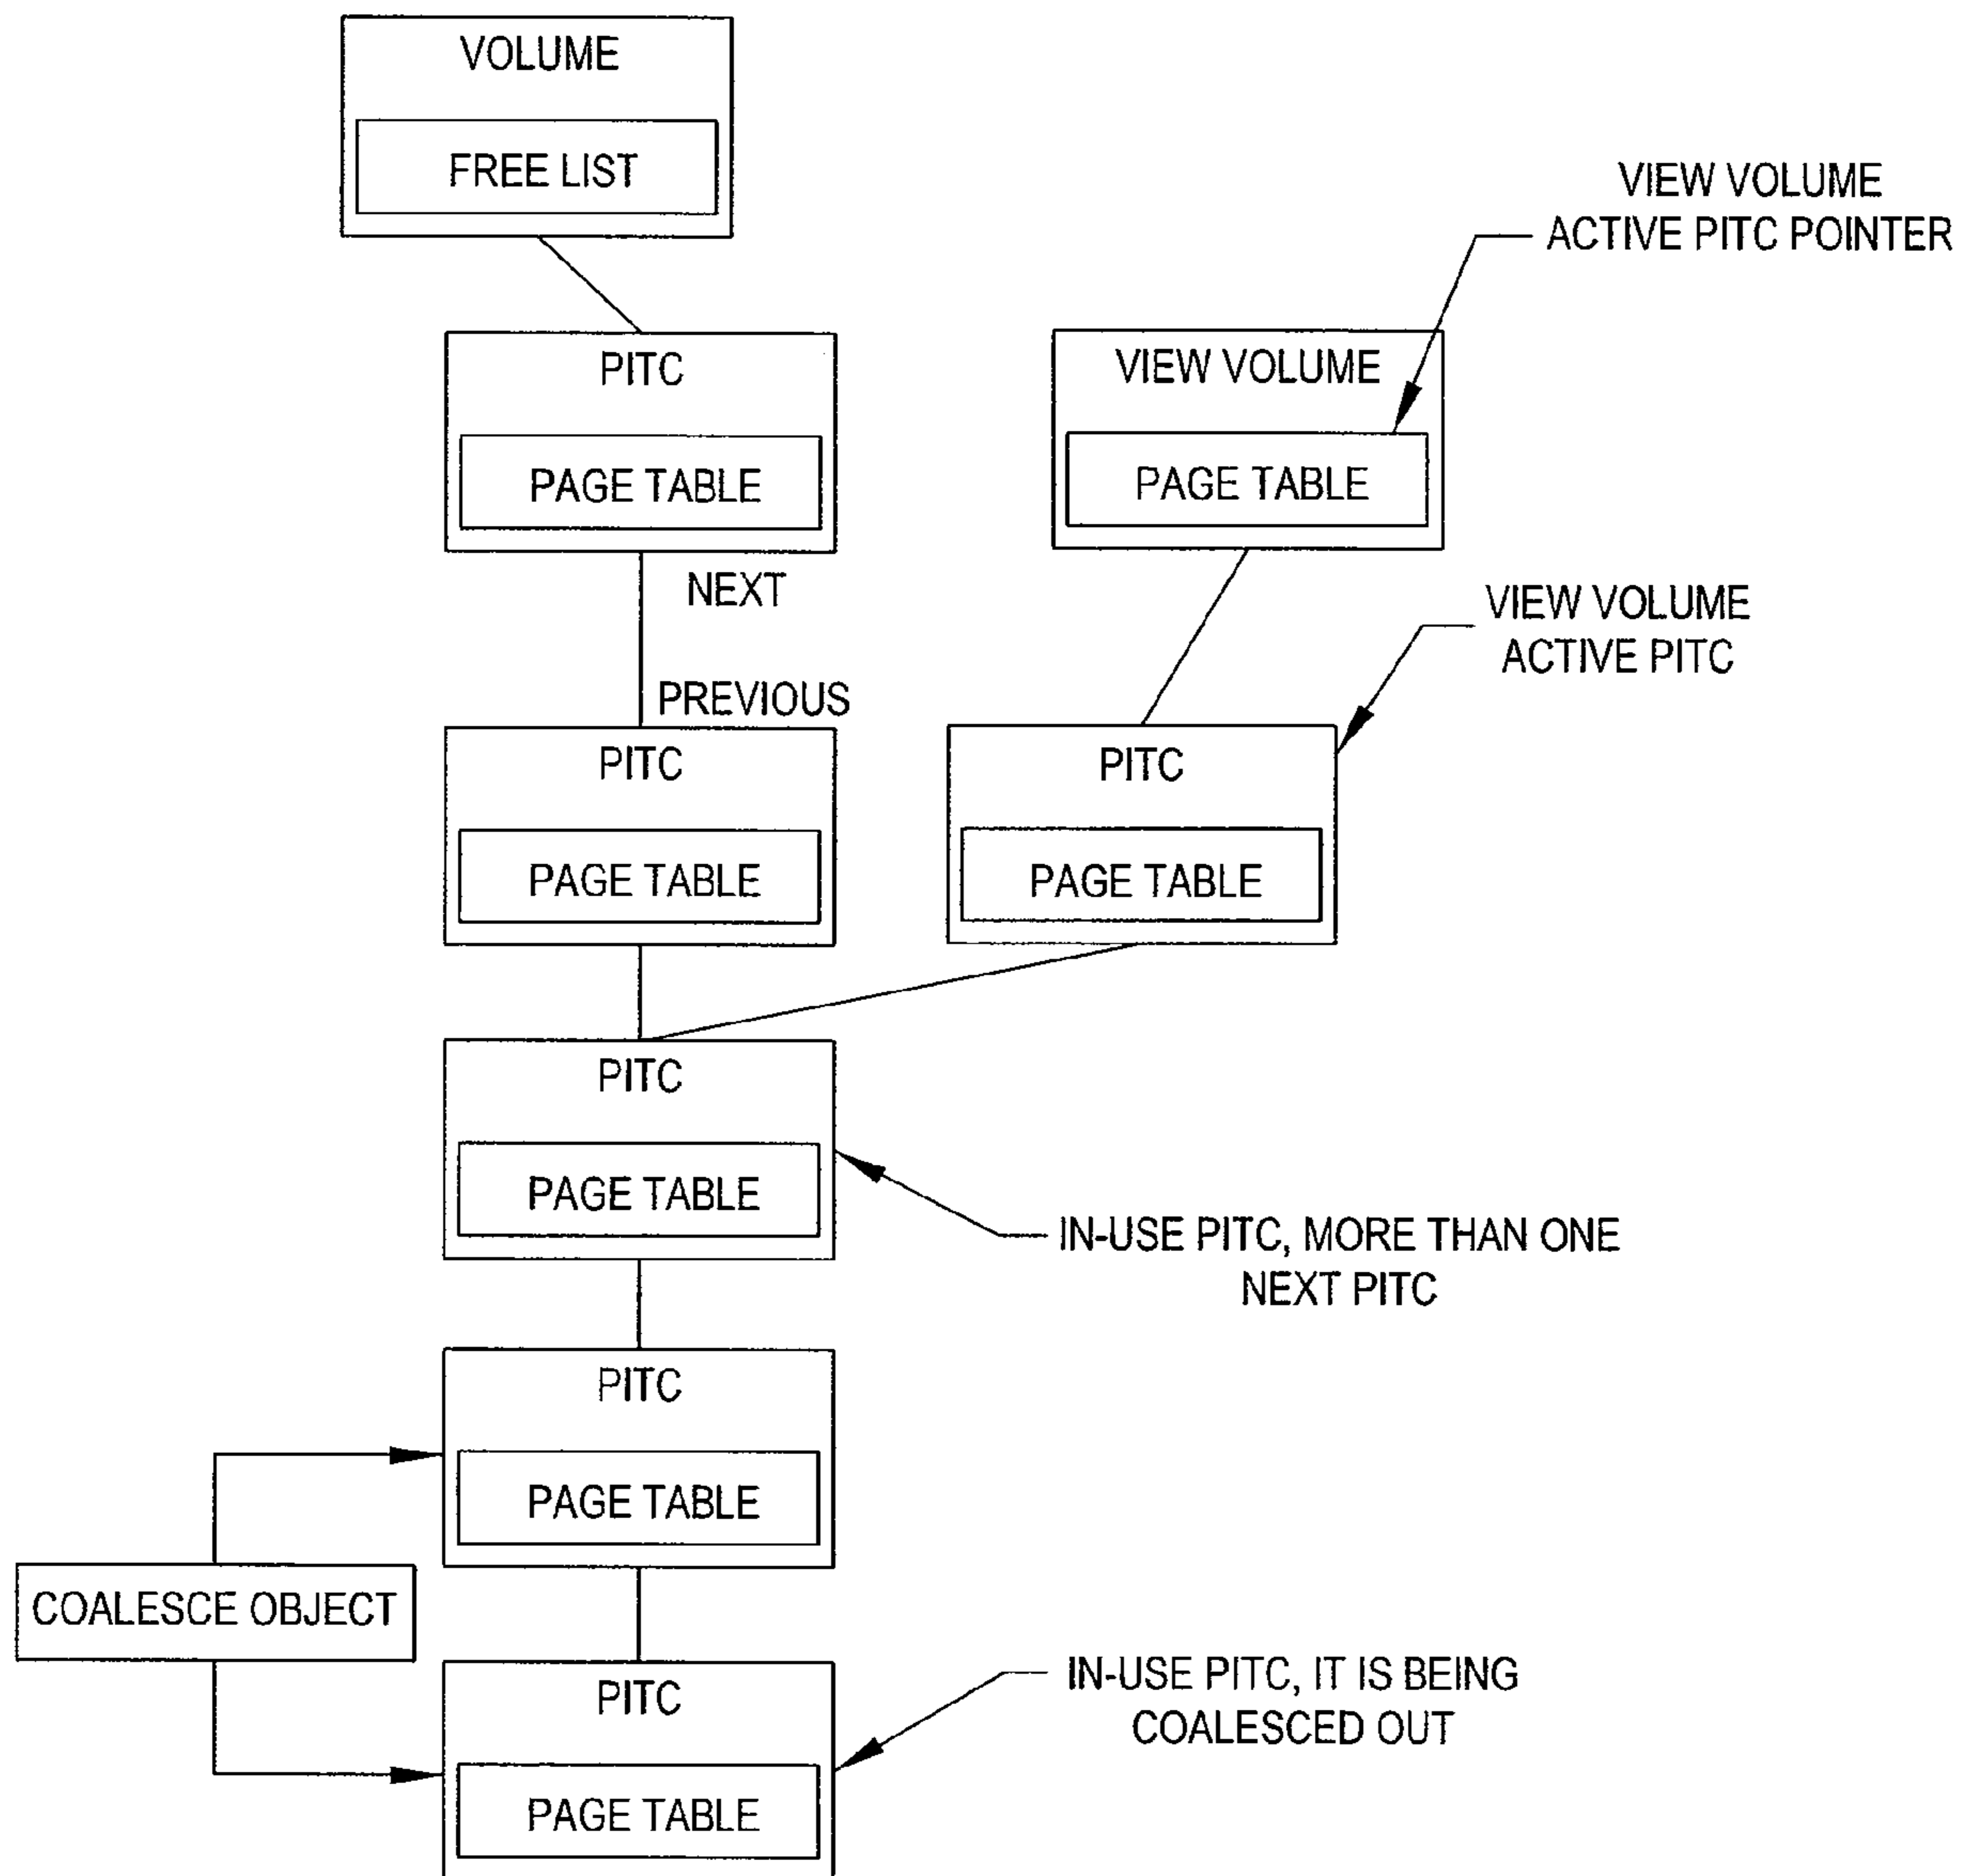 VOLUME
FREE LIST
VIEW VOLUME
ACTIVE PITC POINTER
PITC
PAGE TABLE
VIEW VOLUME
PAGE TABLE
NEXT
VIEW VOLUME
ACTIVE PITC
PREVIOUS
PITC
PAGE TABLE
PITC
PAGE TABLE
PITC
PAGE TABLE
IN-USE PITC, MORE THAN ONE
NEXT PITC
PITC
PAGE TABLE
COALESCE OBJECT
PITC
PAGE TABLE
IN-USE PITC, IT IS BEING
COALESCED OUT